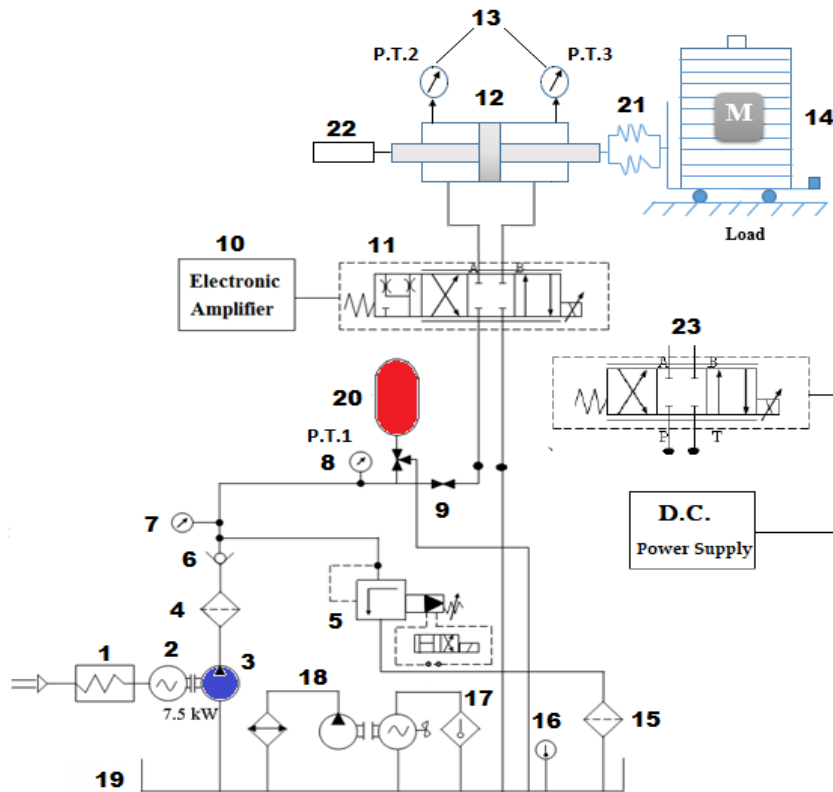 13
P.T.2
P.T.3
12
21
M
22
14
Load
10
11
A
B
Electronic
Amplifier
23
A
B
20
P.T.1
P
T
8
9
7
D.C.
Power Supply
6
4
5
1
2
3
7.5 kW
18
17
16
15
19